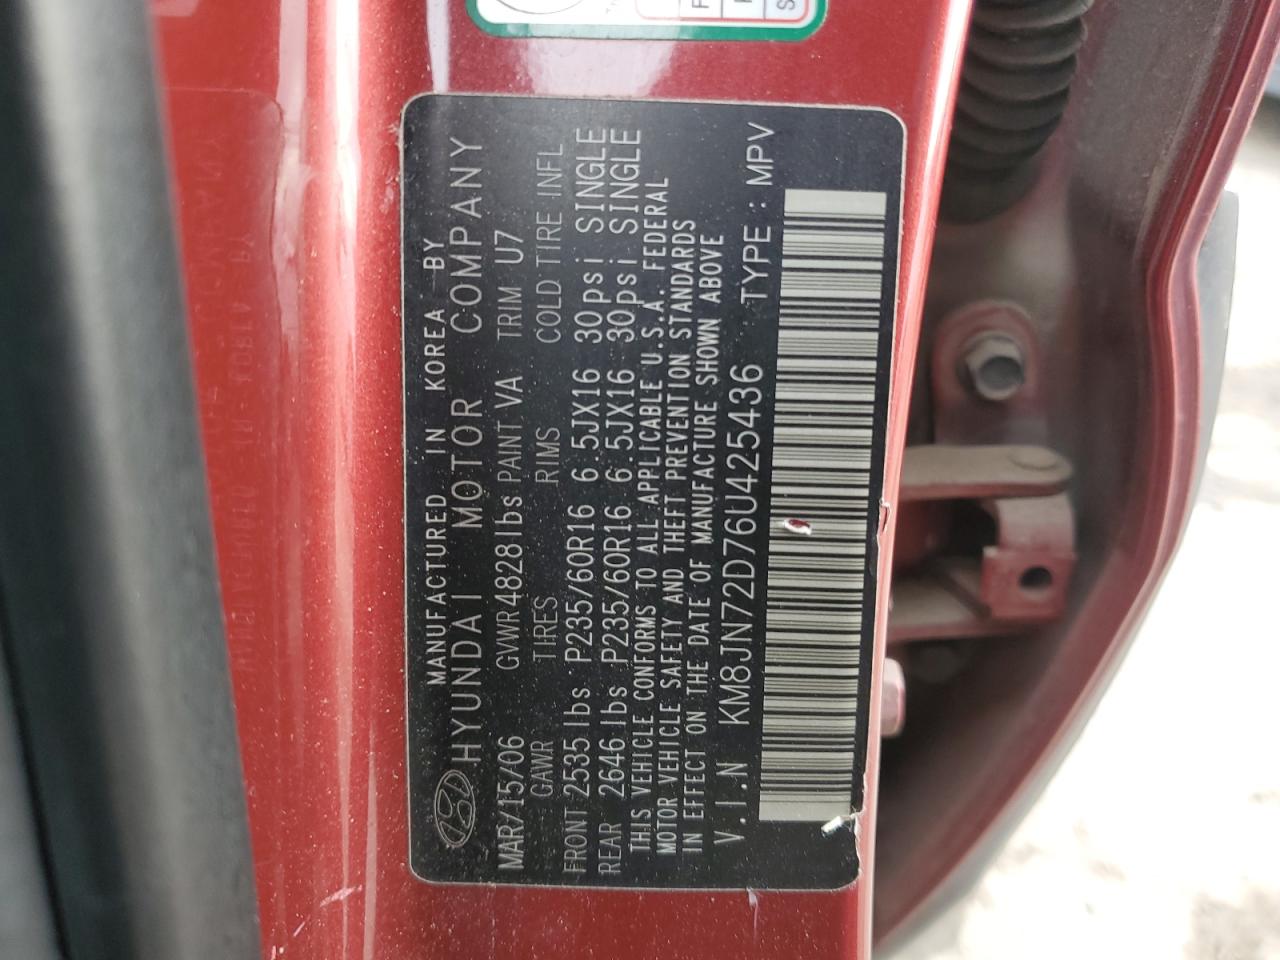 MANUFACTURED IN KOREA BY
HYUNDAI MOTOR COMPANY
MAR/15/06 GVWR 4828 lbs PAINT VA TRIM U7
GAWR TIRES RIMS COLD TIRE INFL
FRONT 2535 lbs P235/60R16 6.5JX16 30psi SINGLE
REAR 2646 lbs P235/60R16 6.5JX16 30psi SINGLE
THIS VEHICLE CONFORMS TO ALL APPLICABLE U.S.A. FEDERAL
MOTOR VEHICLE SAFETY AND THEFT PREVENTION STANDARDS
IN EFFECT ON THE DATE OF MANUFACTURE SHOWN ABOVE
V.I.N KM8JN72D76U425436 TYPE : MPV